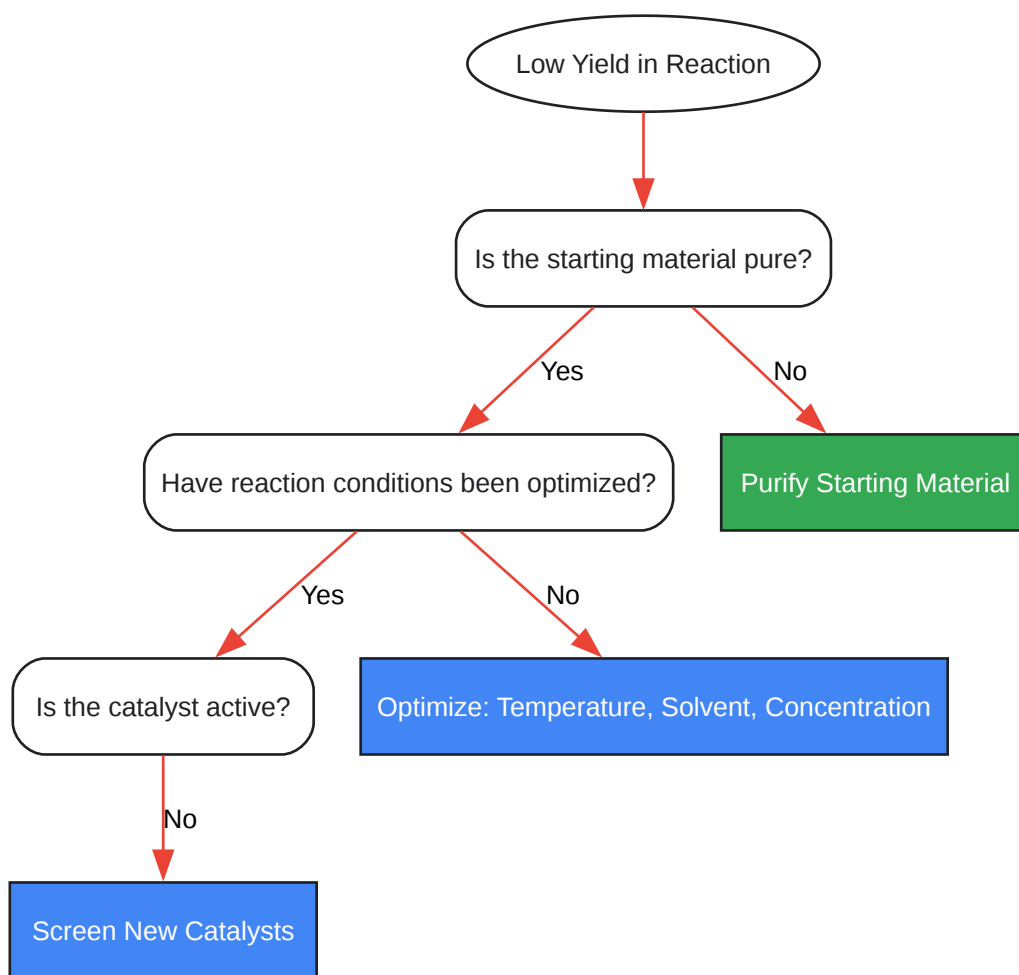 Low Yield in Reaction
Is the starting material pure?
Yes
No
Have reaction conditions been optimized?
Purify Starting Material
Yes
No
Is the catalyst active?
Optimize: Temperature, Solvent, Concentration
No
Screen New Catalysts